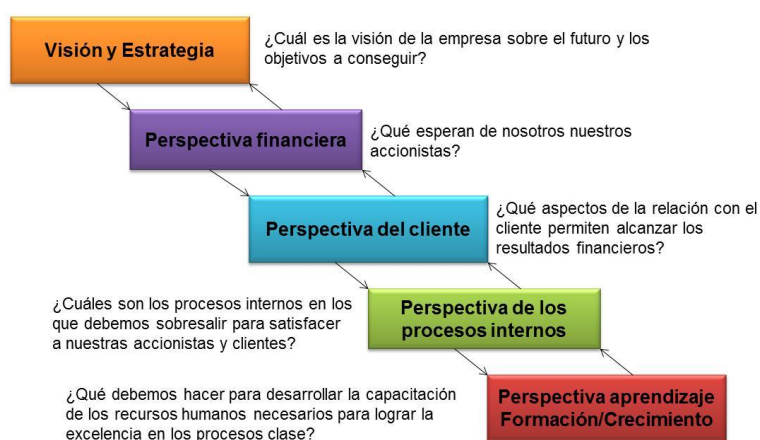 Visión y Estrategia
¿Cuál es la visión de la empresa sobre el futuro y los
objetivos a conseguir?
Perspectiva financiera
¿Qué esperan de nosotros nuestros
accionistas?
Perspectiva del cliente
¿Qué aspectos de la relación con el
cliente permiten alcanzar los
resultados financieros?
¿Cuáles son los procesos internos en los
que debemos sobresalir para satisfacer
a nuestras accionistas y clientes?
Perspectiva de los
procesos internos
¿Qué debemos hacer para desarrollar la capacitación
de los recursos humanos necesarios para lograr la
excelencia en los procesos clase?
Perspectiva aprendizaje
Formación/Crecimiento